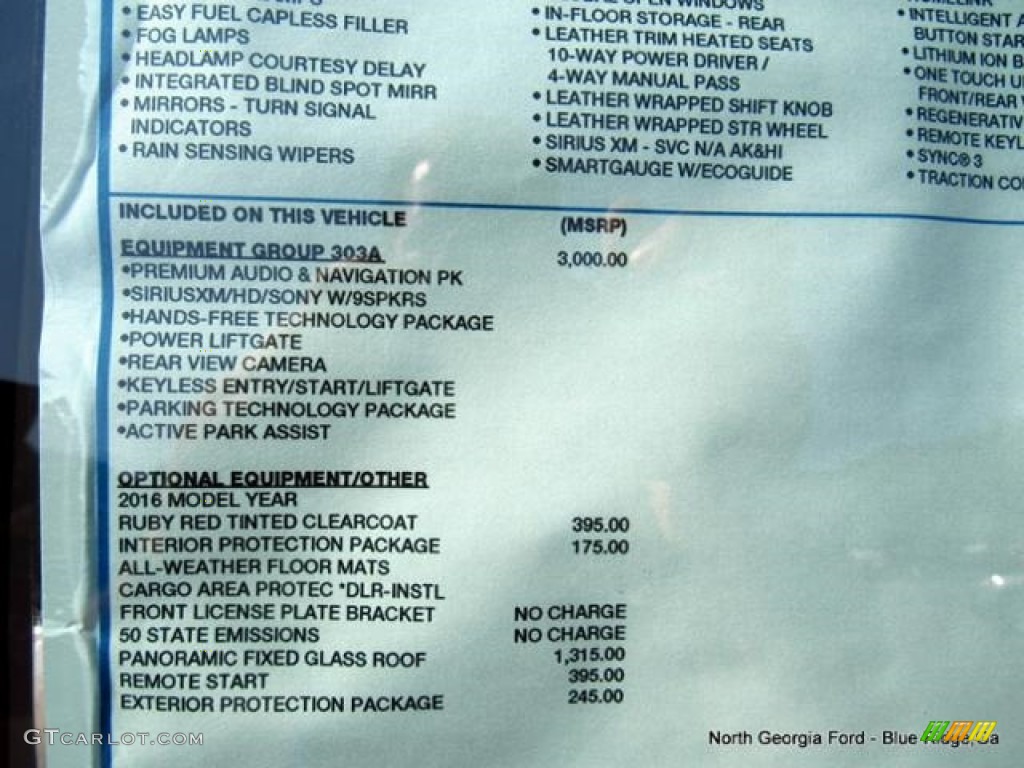 • EASY FUEL CAPLESS FILLER
• FOG LAMPS
• HEADLAMP COURTESY DELAY
• INTEGRATED BLIND SPOT MIRR
• MIRRORS - TURN SIGNAL
INDICATORS
• RAIN SENSING WIPERS
OPEN WINDOWS
• IN-FLOOR STORAGE - REAR
• LEATHER TRIM HEATED SEATS
10-WAY POWER DRIVER /
4-WAY MANUAL PASS
• LEATHER WRAPPED SHIFT KNOB
• LEATHER WRAPPED STR WHEEL
• SIRIUS XM - SVC N/A AK&HI
• SMARTGAUGE W/ECOGUIDE
• INTELLIGENT A
BUTTON STAR
• LITHIUM ION B
• ONE TOUCH U
FRONT/REAR
• REGENERATIV
• REMOTE KEYL
• SYNC® 3
• TRACTION CO
INCLUDED ON THIS VEHICLE (MSRP)
EQUIPMENT GROUP 303A 3,000.00
•PREMIUM AUDIO & NAVIGATION PK
•SIRIUSXM/HD/SONY W/9SPKRS
•HANDS-FREE TECHNOLOGY PACKAGE
•POWER LIFTGATE
•REAR VIEW CAMERA
•KEYLESS ENTRY/START/LIFTGATE
•PARKING TECHNOLOGY PACKAGE
•ACTIVE PARK ASSIST
OPTIONAL EQUIPMENT/OTHER
2016 MODEL YEAR
RUBY RED TINTED CLEARCOAT 395.00
INTERIOR PROTECTION PACKAGE 175.00
ALL-WEATHER FLOOR MATS
CARGO AREA PROTEC *DLR-INSTL
FRONT LICENSE PLATE BRACKET NO CHARGE
50 STATE EMISSIONS NO CHARGE
PANORAMIC FIXED GLASS ROOF 1,315.00
REMOTE START 395.00
EXTERIOR PROTECTION PACKAGE 245.00
GTCARLOT.COM
North Georgia Ford - Blue Ridge, Ga